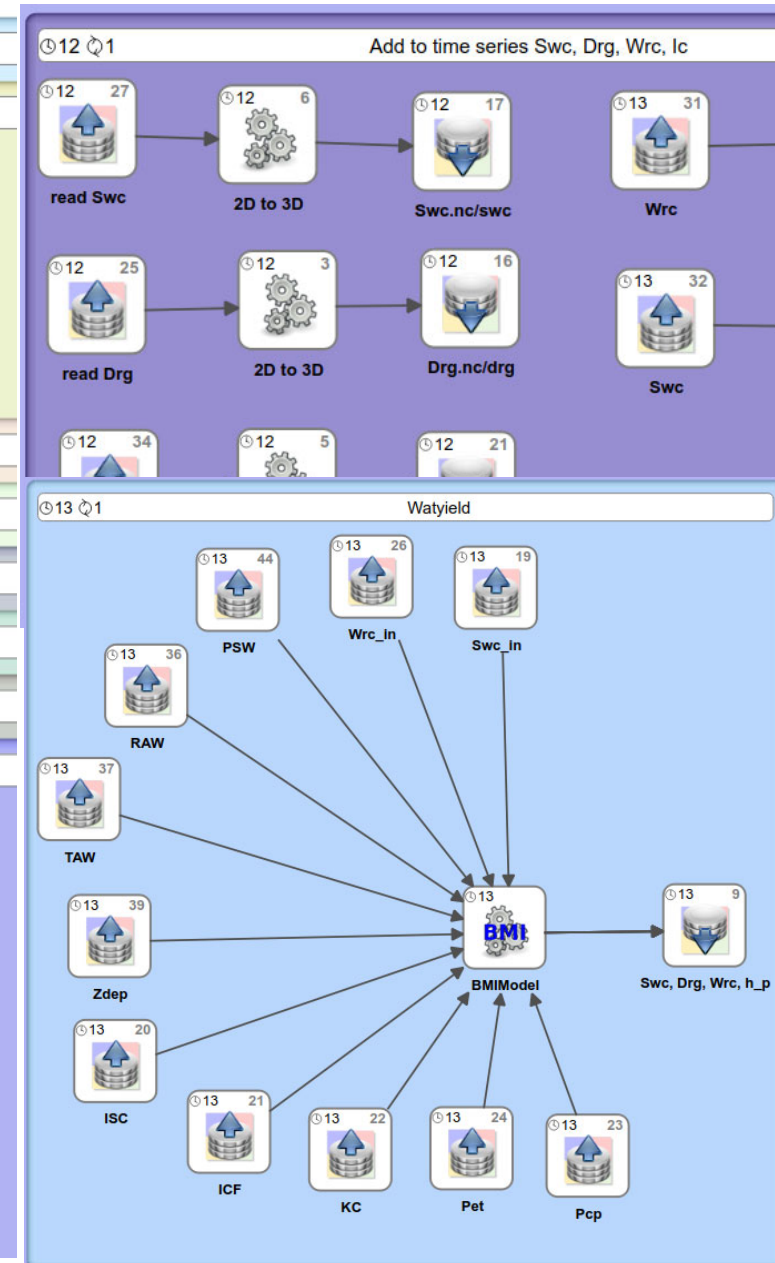 12 1 Add to time series Swc, Drg, Wrc, Ic
12 27
read Swc
12 6
2D to 3D
12 17
Swc.nc/swc
13 31
Wrc
12 25
read Drg
12 3
2D to 3D
12 16
Drg.nc/drg
13 32
Swc
12 34
12 5
12 21
13 1 Watyield
13 44
PSW
13 26
Wrc_in
13 19
Swc_in
13 36
RAW
13 37
TAW
13 39
Zdep
13
BMI
BMIModel
13 9
Swc, Drg, Wrc, h_p
13 20
ISC
13 21
ICF
13 22
KC
13 24
Pet
13 23
Pcp